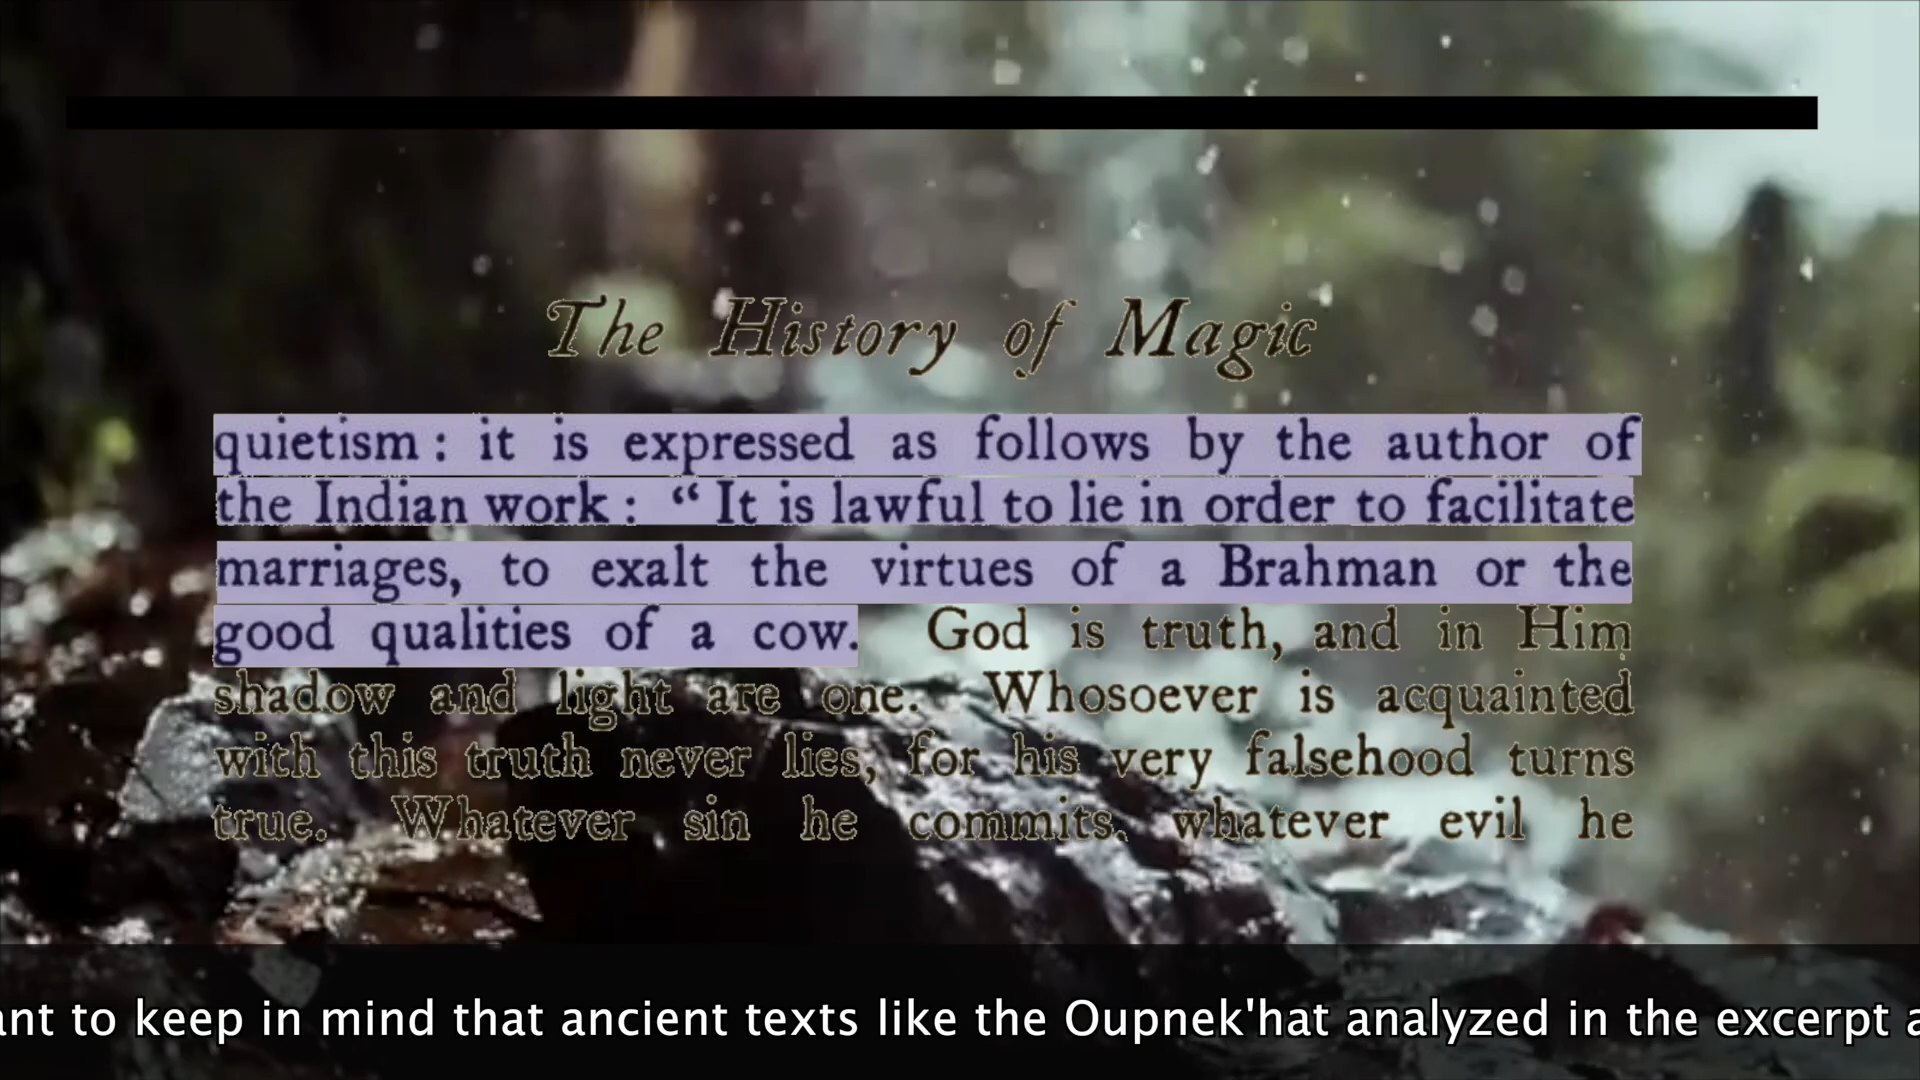 The History of Magic
quietism: it is expressed as follows by the author of
the Indian work: “It is lawful to lie in order to facilitate
marriages, to exalt the virtues of a Brahman or the
good qualities of a cow. God is truth, and in Him
shadow and light are one. Whosoever is acquainted
with this truth never lies, for his very falsehood turns
true. Whatever sin he commits, whatever evil he
to keep in mind that ancient texts like the Oupnek'hat analyzed in the excerpt